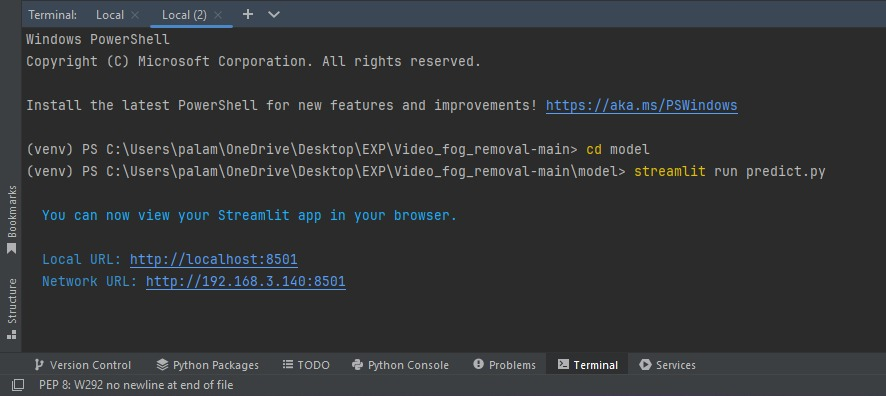 Terminal: Local Local (2)
Windows PowerShell
Copyright (C) Microsoft Corporation. All rights reserved.
Install the latest PowerShell for new features and improvements! https://aka.ms/PSWindows
(venv) PS C:\Users\palam\OneDrive\Desktop\EXP\Video_fog_removal-main> cd model
(venv) PS C:\Users\palam\OneDrive\Desktop\EXP\Video_fog_removal-main\model> streamlit run predict.py
You can now view your Streamlit app in your browser.
Local URL: http://localhost:8501
Network URL: http://192.168.3.140:8501
Bookmarks
Structure
Version Control Python Packages TODO Python Console Problems Terminal Services
PEP 8: W292 no newline at end of file